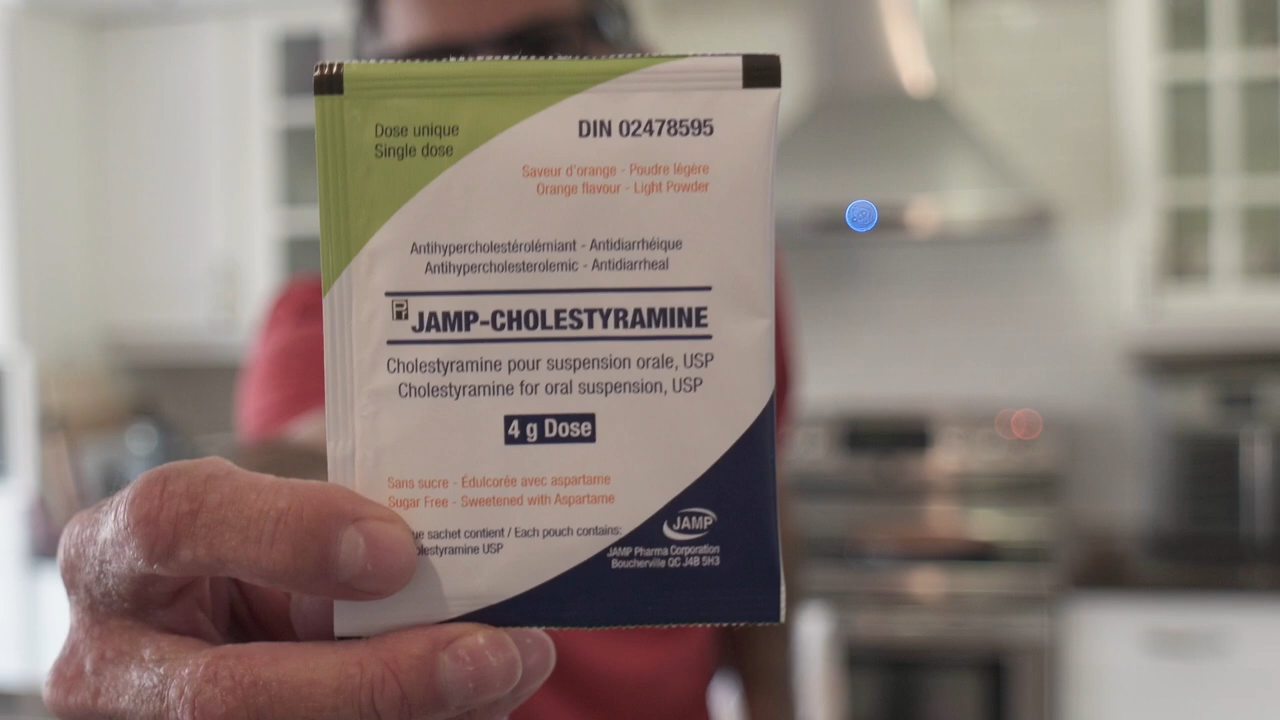 Dose unique
Single dose
DIN 02478595
Saveur d'orange - Poudre légère
Orange flavour - Light Powder
Antihypercholestérolémiant - Antidiarrhéique
Antihypercholesterolemic - Antidiarrheal
Pr JAMP-CHOLESTYRAMINE
Cholestyramine pour suspension orale, USP
Cholestyramine for oral suspension, USP
4 g Dose
Sans sucre - Édulcorée avec aspartame
Sugar Free - Sweetened with Aspartame
sachet contient / Each pouch contains:
USP
JAMP
JAMP Pharma Corporation
Boucherville QC J4B 5H3